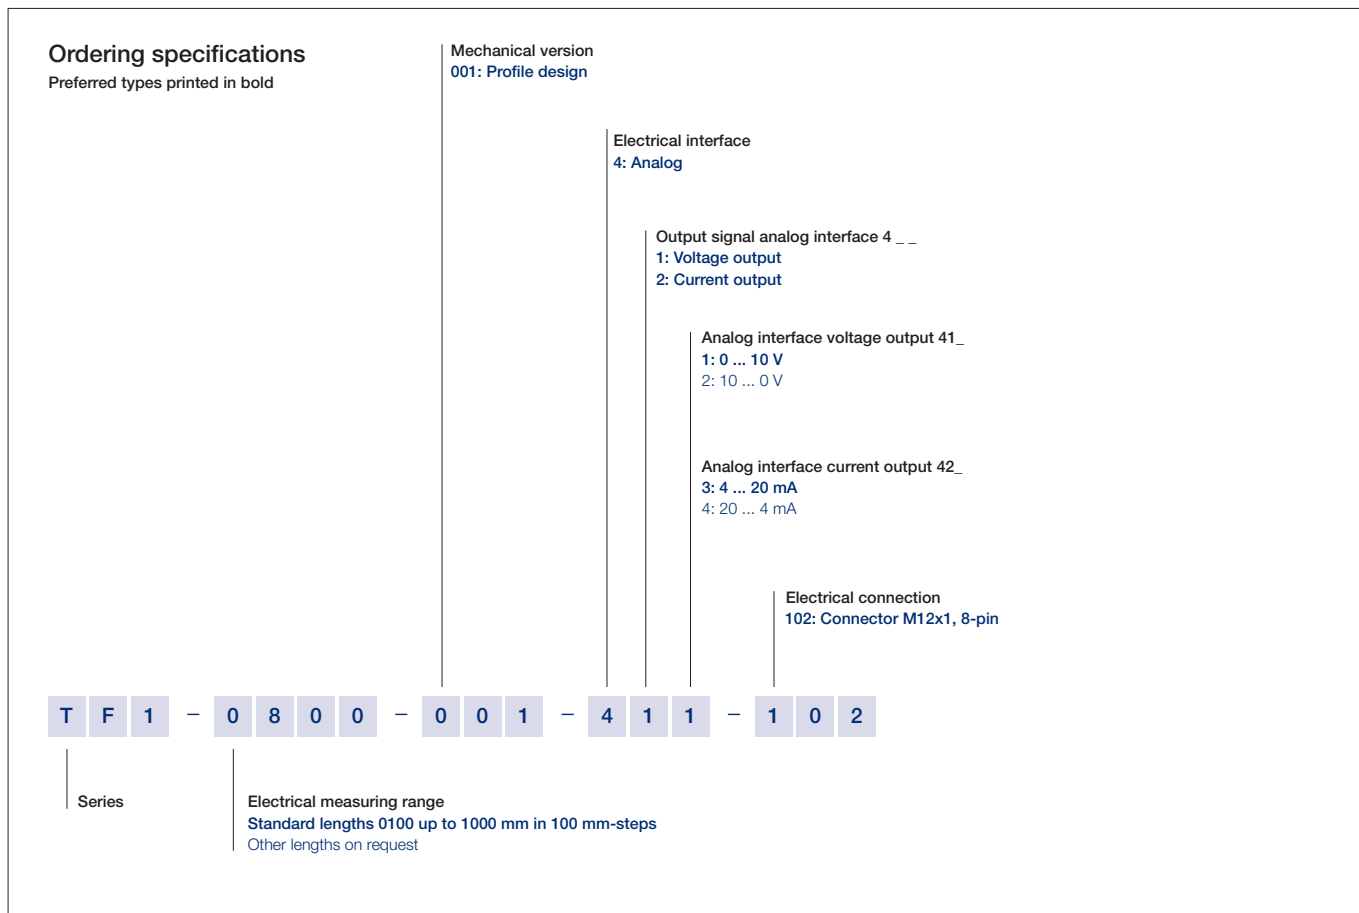 Ordering specifications
Preferred types printed in bold
Mechanical version
001: Profile design
Electrical interface
4: Analog
Output signal analog interface 4 _ _
1: Voltage output
2: Current output
Analog interface voltage output 41_
1: 0 ... 10 V
2: 10 ... 0 V
Analog interface current output 42_
3: 4 ... 20 mA
4: 20 ... 4 mA
Electrical connection
102: Connector M12x1, 8-pin
T F 1 – 0 8 0 0 – 0 0 1 – 4 1 1 – 1 0 2
Series
Electrical measuring range
Standard lengths 0100 up to 1000 mm in 100 mm-steps
Other lengths on request